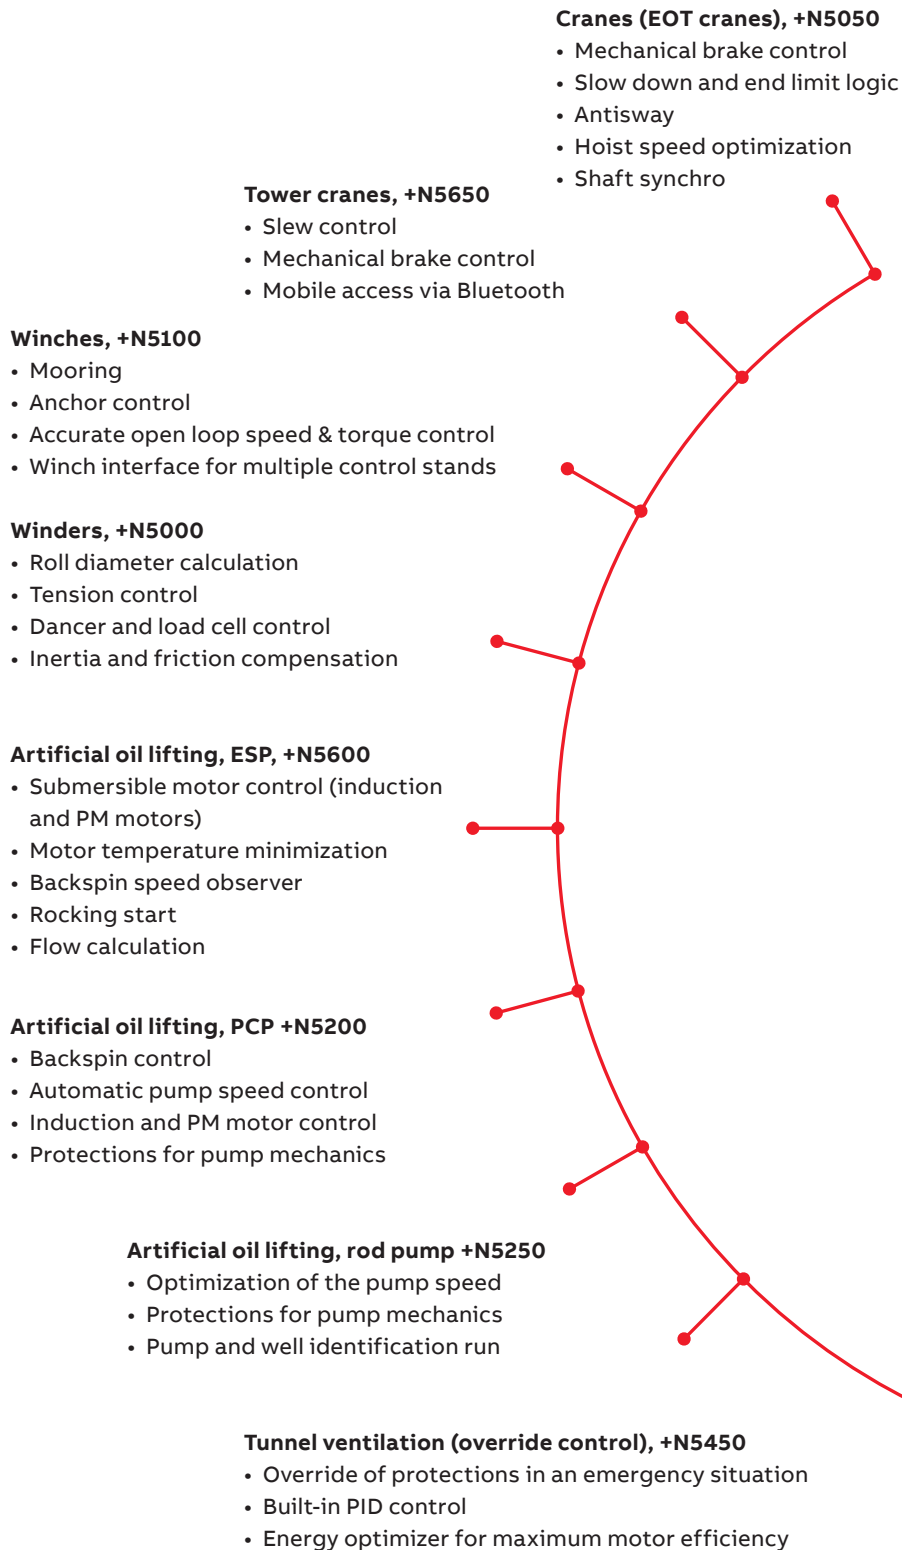 Cranes (EOT cranes), +N5050
• Mechanical brake control
• Slow down and end limit logic
• Antisway
• Hoist speed optimization
• Shaft synchro
Tower cranes, +N5650
• Slew control
• Mechanical brake control
• Mobile access via Bluetooth
Winches, +N5100
• Mooring
• Anchor control
• Accurate open loop speed & torque control
• Winch interface for multiple control stands
Winders, +N5000
• Roll diameter calculation
• Tension control
• Dancer and load cell control
• Inertia and friction compensation
Artificial oil lifting, ESP, +N5600
• Submersible motor control (induction
and PM motors)
• Motor temperature minimization
• Backspin speed observer
• Rocking start
• Flow calculation
Artificial oil lifting, PCP +N5200
• Backspin control
• Automatic pump speed control
• Induction and PM motor control
• Protections for pump mechanics
Artificial oil lifting, rod pump +N5250
• Optimization of the pump speed
• Protections for pump mechanics
• Pump and well identification run
Tunnel ventilation (override control), +N5450
• Override of protections in an emergency situation
• Built-in PID control
• Energy optimizer for maximum motor efficiency